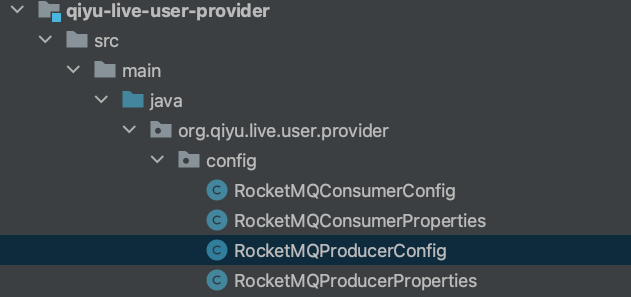 qiyu-live-user-provider
src
main
java
org.qiyu.live.user.provider
config
RocketMQConsumerConfig
RocketMQConsumerProperties
RocketMQProducerConfig
RocketMQProducerProperties